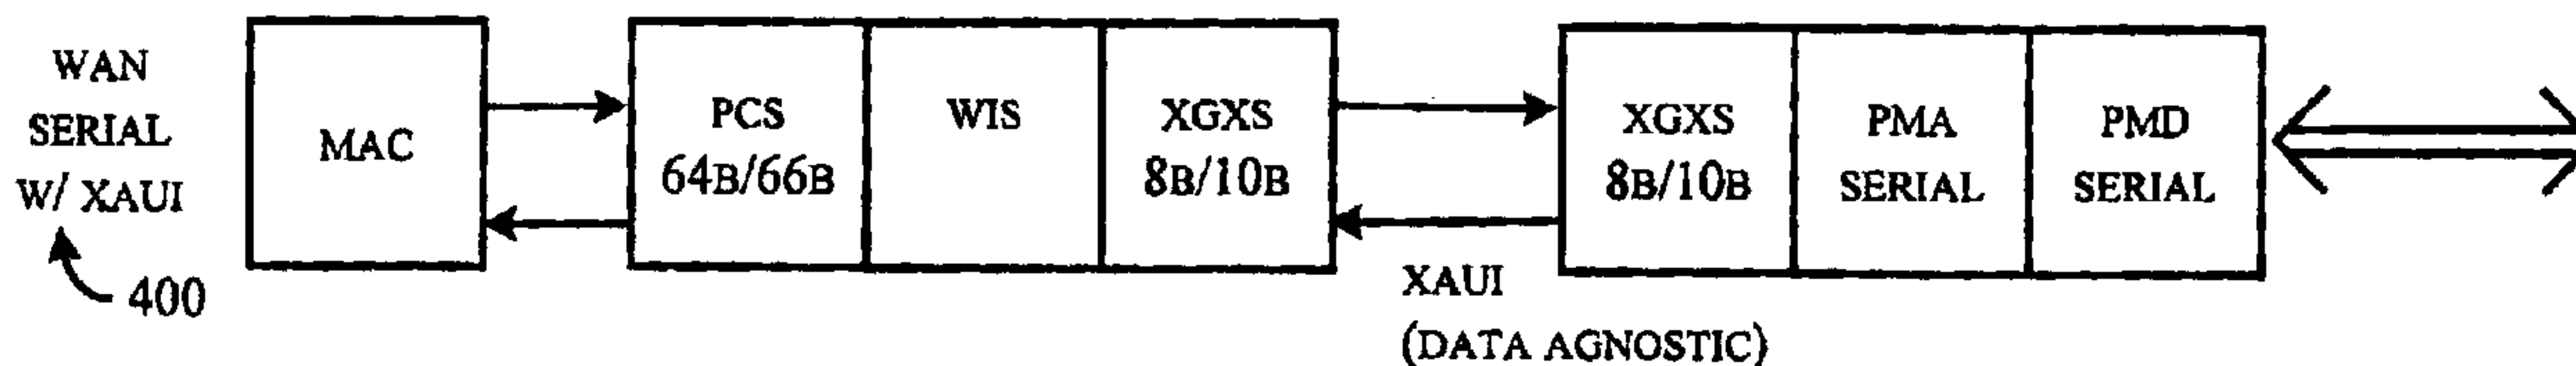 WAN
SERIAL
W/ XAUI
400
MAC
PCS
64B/66B
WIS
XGXS
8B/10B
XAUI
(DATA AGNOSTIC)
XGXS
8B/10B
PMA
SERIAL
PMD
SERIAL